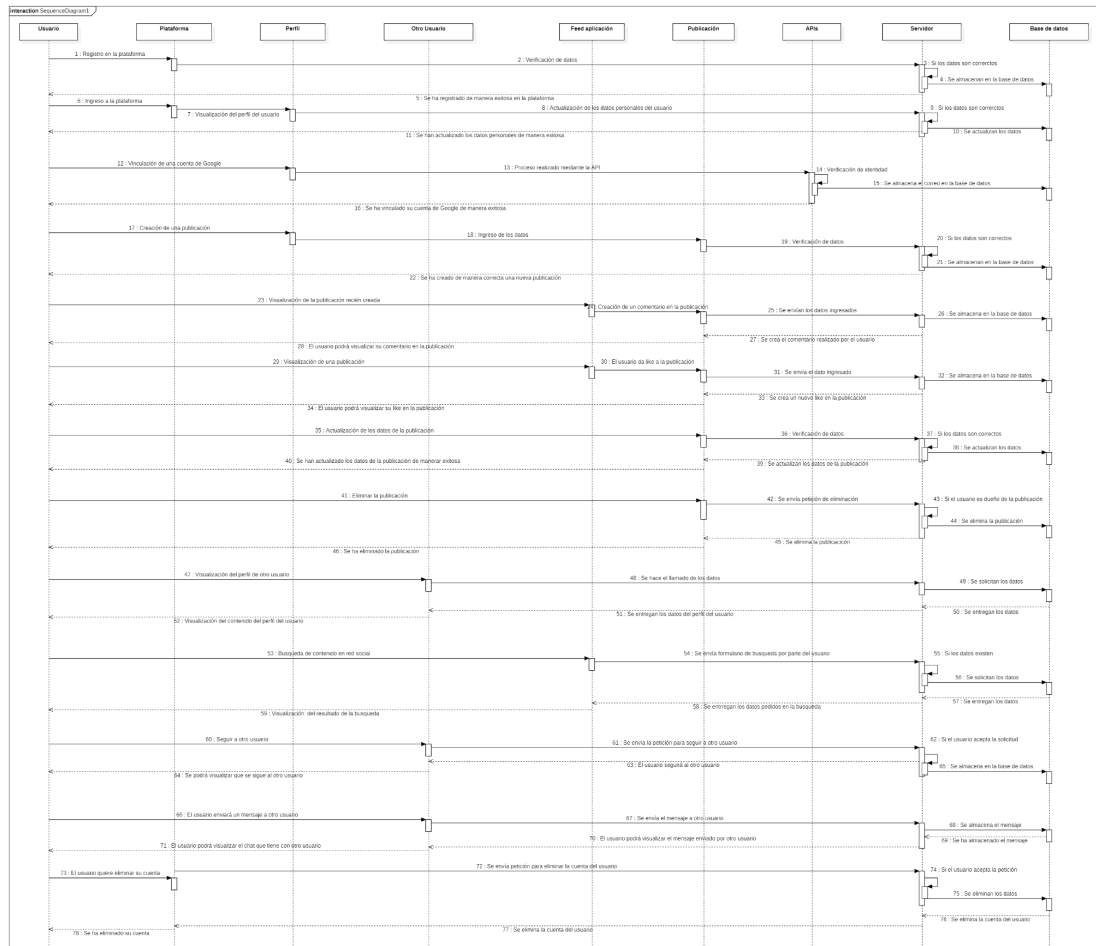 interaction SequenceDiagram1
Usuario
Plataforma
Perfil
Otro Usuario
Feed aplicación
Publicación
APIs
Servidor
Base de datos
1 : Registro en la plataforma
2 : Verificación de datos
3 : Si los datos son correrctos
4 : Se almacenan en la base de datos
5 : Se ha registrado de manera exitosa en la plataforma
6 : Ingreso a la plataforma
7 : Visualización del perfil del usuario
8 : Actualización de los datos personales del usuario
9 : Si los datos son correrctos
10 : Se actualizan los datos
11 : Se han actualizado los datos personales de manera exitosa
12 : Vinculación de una cuenta de Google
13 : Proceso realizado mediante la API
14 : Verificación de identidad
15 : Se almacena el correo en la base de datos
16 : Se ha vinculado su cuenta de Google de manera exitosa
17 : Creación de una publicación
18 : Ingreso de los datos
19 : Verificación de datos
20 : Si los datos son correctos
21 : Se almacenan en la base de datos
22 : Se ha creado de manera correcta una nueva publicación
23 : Visualización de la publicación recién creada
24 : Creación de un comentario en la publicación
25 : Se envían los datos ingresados
26 : Se almacena en la base de datos
27 : Se crea el comentario realizado por el usuario
28 : El usuario podrá visualizar su comentario en la publicación
29 : Visualización de una publicación
30 : El usuario da like a la publicación
31 : Se envía el dato ingresado
32 : Se almacena en la base de datos
33 : Se crea un nuevo like en la publicación
34 : El usuario podrá visualizar su like en la publicación
35 : Actualización de los datos de la publicación
36 : Verificación de datos
37 : Si los datos son correctos
38 : Se actualizan los datos
39 : Se actualizan los datos de la publicación
40 : Se han actualizado los datos de la publicación de manerar exitosa
41 : Eliminar la publicación
42 : Se envía petición de eliminación
43 : Si el usuario es dueño de la publicación
44 : Se elimina la publicación
45 : Se elimina la publicacicón
46 : Se ha eliminado la publicación
47 : Visualización del perfil de otro usuario
48 : Se hace el llamado de los datos
49 : Se solicitan los datos
50 : Se entregan los datos
51 : Se entregan los datos del perfil del usuario
52 : Visualización del contenido del perfil del usuario
53 : Busqueda de contenido en red social
54 : Se envía formulario de busqueda por parte del usuario
55 : Si los datos existen
56 : Se solicitan los datos
57 : Se entregan los datos
58 : Se entrregan los datos pedidos en la busqueda
59 : Visualización del resultado de la busqueda
60 : Seguir a otro usuario
61 : Se envía la petición para seguir a otro usuario
62 : Si el usuario acepta la solicitud
63 : El usuario seguirá al otro usuario
64 : Se podrá visualizar que se sigue al otro usuario
65 : Se almacena en la base de datos
66 : El usuario enviará un mensaje a otro usuario
67 : Se envía el mensaje a otro usuario
68 : Se almacena el mensaje
69 : Se ha almacenado el mensaje
70 : El usuario podrá visualizar el mensaje enviado por otro usuario
71 : El usuario podrá visualizar el chat que tiene con otro usuario
72 : Se envía petición para eliminar la cuenta del usuario
73 : El usuario quiere eliminar su cuenta
74 : Si el usuario acepta la petición
75 : Se eliminan los datos
76 : Se elimina la cuenta del usuario
77 : Se elimina la cuenta del usuario
78 : Se ha eliminado su cuenta